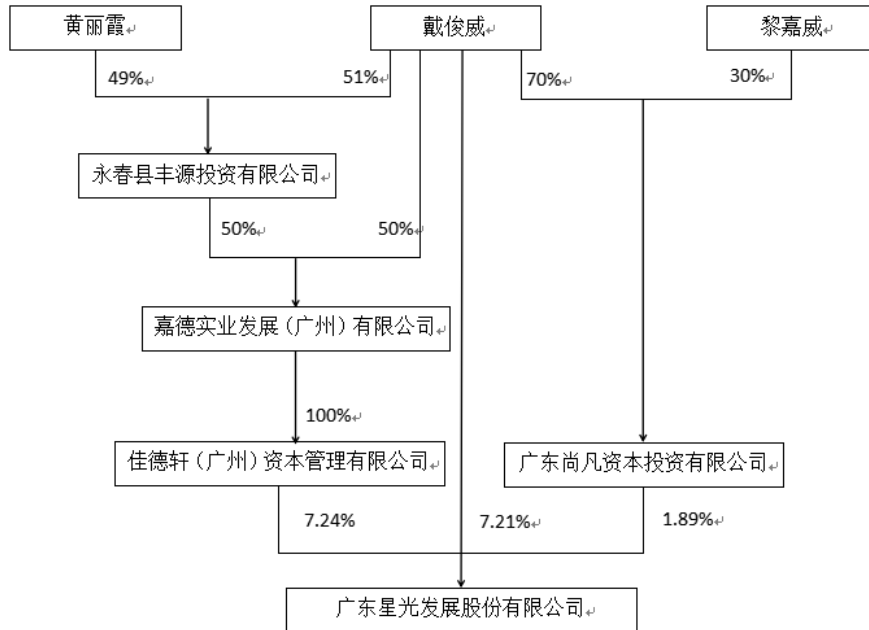 黄丽霞
戴俊威
黎嘉威
49%
51%
70%
30%
永春县丰源投资有限公司
50%
50%
嘉德实业发展（广州）有限公司
100%
佳德轩（广州）资本管理有限公司
广东尚凡资本投资有限公司
7.24%
7.21%
1.89%
广东星光发展股份有限公司